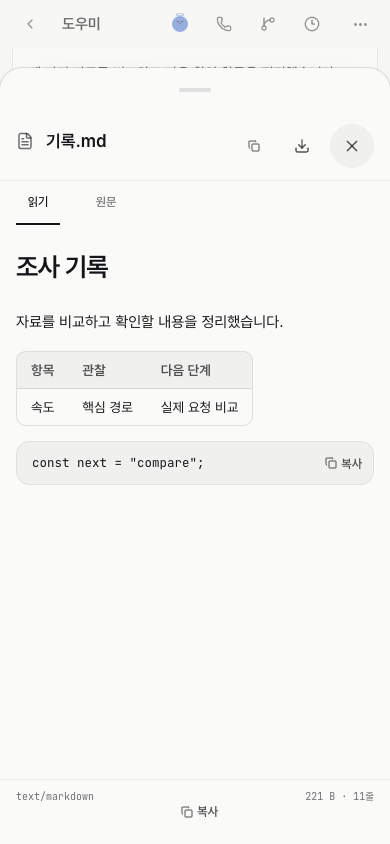 도우미
기록.md
읽기 원문
조사 기록
자료를 비교하고 확인할 내용을 정리했습니다.
항목 관찰 다음 단계
속도 핵심 경로 실제 요청 비교
const next = "compare"; 복사
text/markdown 221 B · 11줄
복사